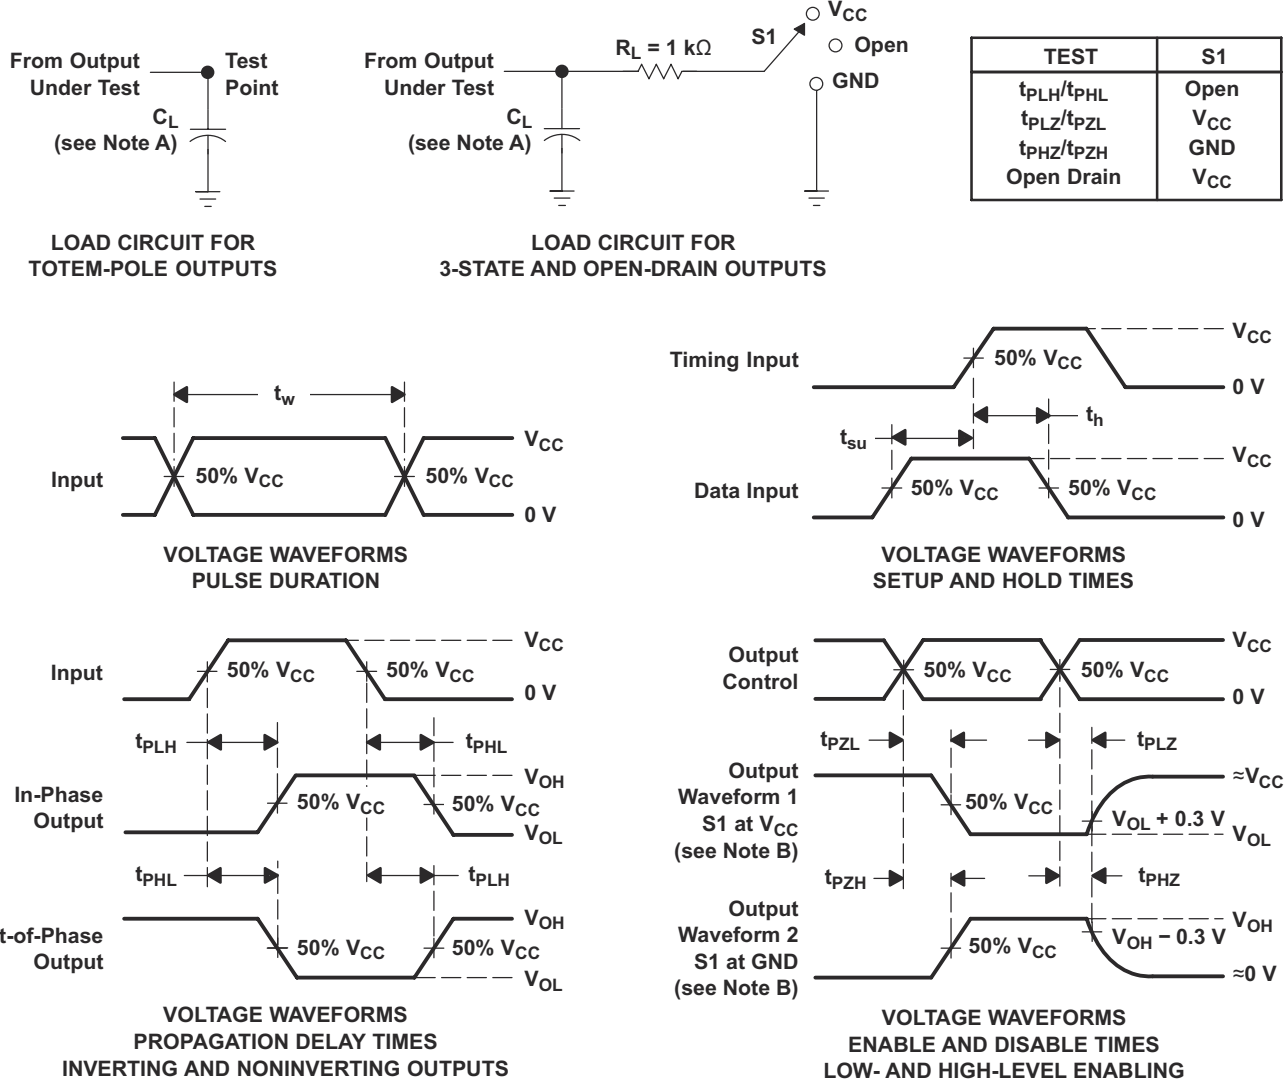 From Output
Under Test
Test
Point
CL
(see Note A)
LOAD CIRCUIT FOR
TOTEM-POLE OUTPUTS
From Output
Under Test
RL = 1 kΩ
S1
VCC
Open
GND
CL
(see Note A)
LOAD CIRCUIT FOR
3-STATE AND OPEN-DRAIN OUTPUTS
TEST S1
tPLH/tPHL Open
tPLZ/tPZL VCC
tPHZ/tPZH GND
Open Drain VCC
tw
Input
50% VCC
50% VCC
VCC
0 V
VOLTAGE WAVEFORMS
PULSE DURATION
Timing Input
50% VCC
VCC
0 V
tsu
th
Data Input
50% VCC
50% VCC
VCC
0 V
VOLTAGE WAVEFORMS
SETUP AND HOLD TIMES
Input
50% VCC
50% VCC
VCC
0 V
tPLH
tPHL
In-Phase
Output
50% VCC
50% VCC
VOH
VOL
tPHL
tPLH
t-of-Phase
Output
50% VCC
50% VCC
VOH
VOL
VOLTAGE WAVEFORMS
PROPAGATION DELAY TIMES
INVERTING AND NONINVERTING OUTPUTS
Output
Control
50% VCC
50% VCC
VCC
0 V
tPZL
tPLZ
Output
Waveform 1
S1 at VCC
(see Note B)
50% VCC
VOL + 0.3 V
≈VCC
VOL
tPZH
tPHZ
Output
Waveform 2
S1 at GND
(see Note B)
50% VCC
VOH − 0.3 V
VOH
≈0 V
VOLTAGE WAVEFORMS
ENABLE AND DISABLE TIMES
LOW- AND HIGH-LEVEL ENABLING